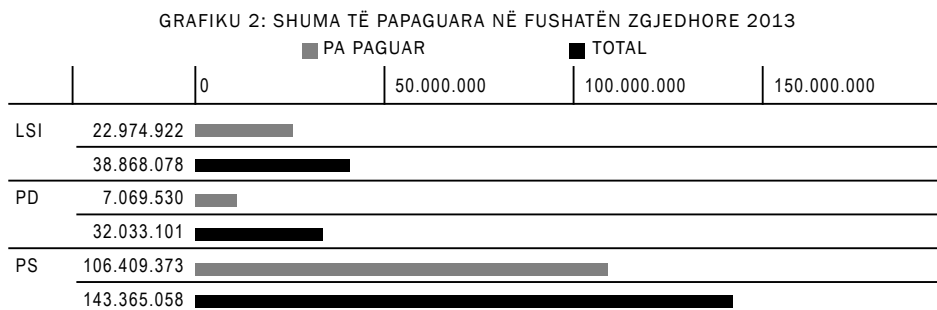 GRAFIKU 2: SHUMA TË PAPAGUARA NË FUSHATËN ZGJEDHORE 2013
PA PAGUAR TOTAL
0 50.000.000 100.000.000 150.000.000
LSI 22.974.922
38.868.078
PD 7.069.530
32.033.101
PS 106.409.373
143.365.058